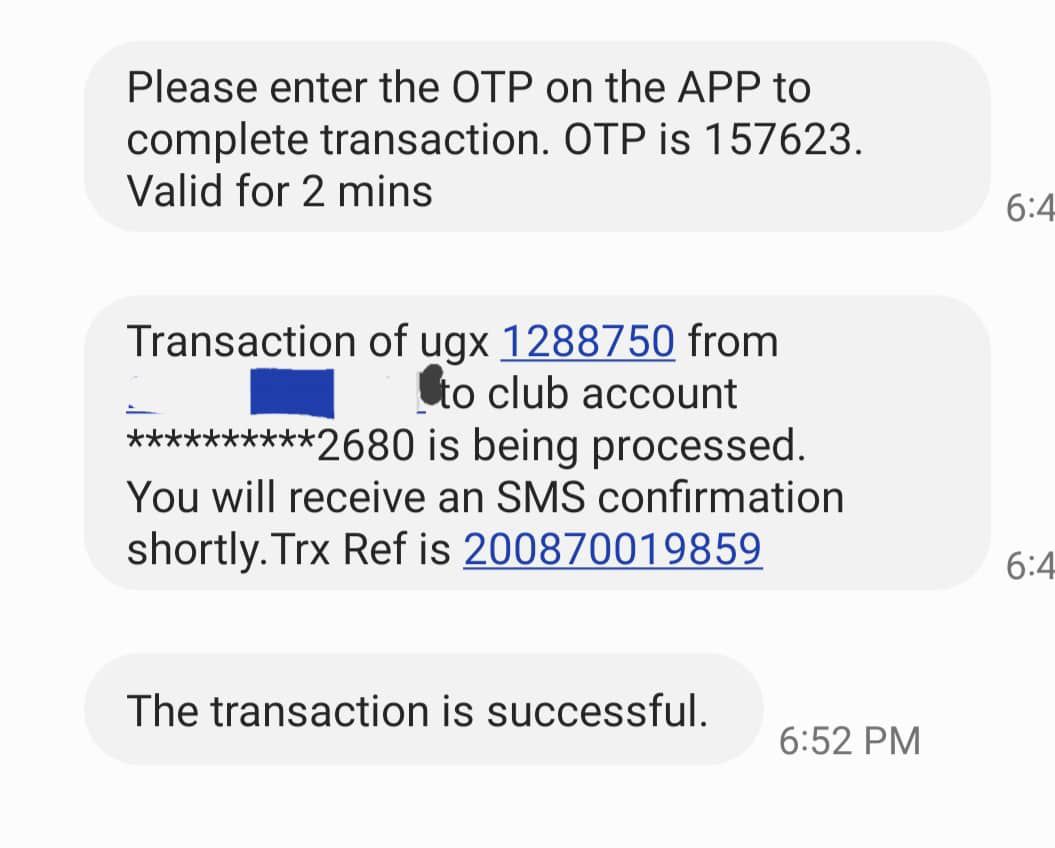 Please enter the OTP on the APP to
complete transaction. OTP is 157623.
Valid for 2 mins
6:4
Transaction of ugx 1288750 from
to club account
**********2680 is being processed.
You will receive an SMS confirmation
shortly.Trx Ref is 200870019859
6:4
The transaction is successful.
6:52 PM